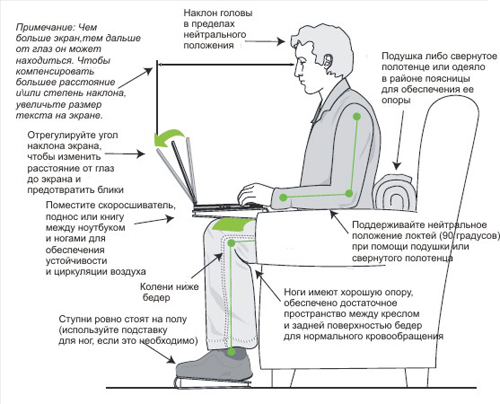 Примечание: Чем
больше экран,тем дальше
от глаз он может
находиться. Чтобы
компенсировать
большее расстояние
и\или степень наклона,
увеличьте размер
текста на экране.
Наклон головы
в пределах
нейтрального
положения
Подушка либо свернутое
полотенце или одеяло
в районе поясницы
для обеспечения ее
опоры
Отрегулируйте угол
наклона экрана,
чтобы изменить
расстояние от глаз
до экрана и
предотвратить блики
Поместите скоросшиватель,
поднос или книгу
между ноутбуком
и ногами для
обеспечения
устойчивости
и циркуляции воздуха
Поддерживайте нейтральное
положение локтей (90 градусов)
при помощи подушки или
свернутого полотенца
Колени ниже
бедер
Ноги имеют хорошую опору,
обеспечено достаточное
пространство между креслом
и задней поверхностью бедер
для нормального кровообращения
Ступни ровно стоят на полу
(используйте подставку
для ног, если это необходимо)